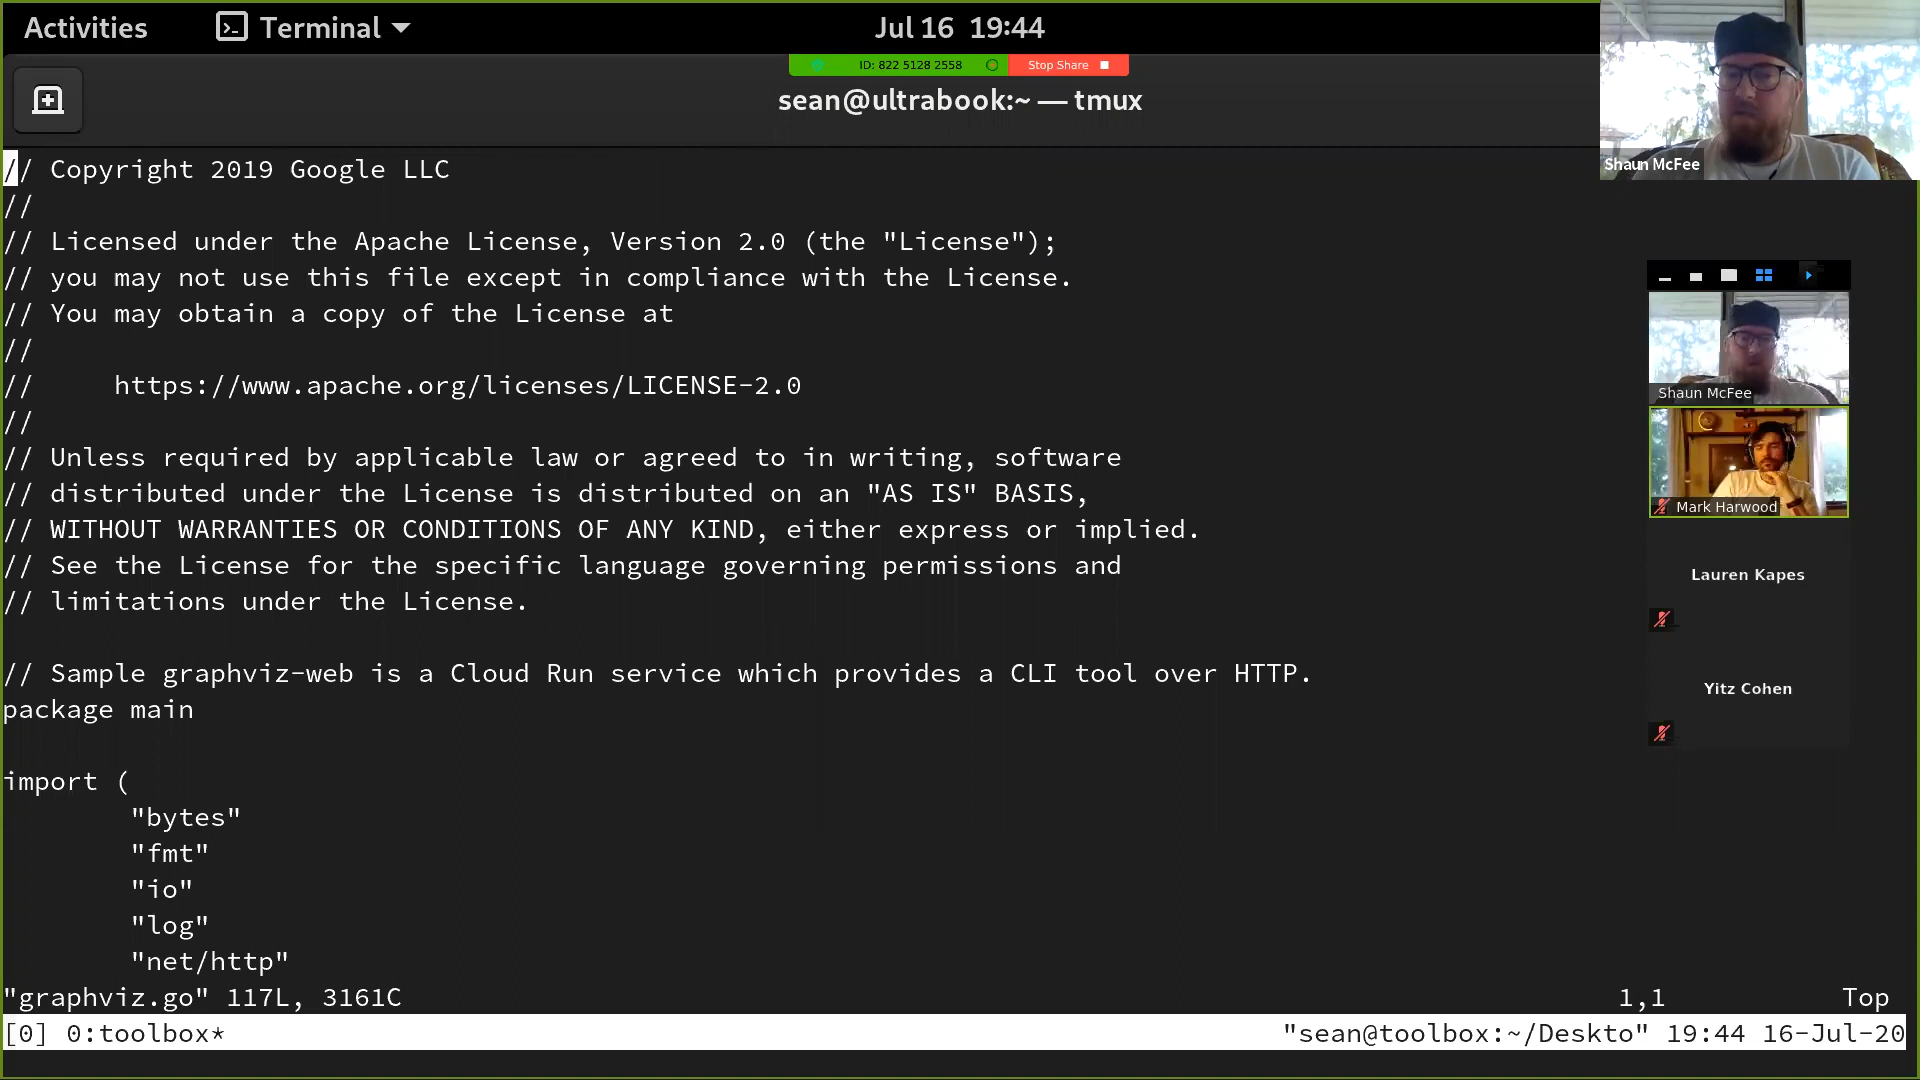 Activities
Terminal
Jul 16 19:44
ID: 822 5128 2558
Stop Share
sean@ultrabook:~ — tmux
Shaun McFee
// Copyright 2019 Google LLC
//
// Licensed under the Apache License, Version 2.0 (the "License");
// you may not use this file except in compliance with the License.
// You may obtain a copy of the License at
//
//     https://www.apache.org/licenses/LICENSE-2.0
//
// Unless required by applicable law or agreed to in writing, software
// distributed under the License is distributed on an "AS IS" BASIS,
// WITHOUT WARRANTIES OR CONDITIONS OF ANY KIND, either express or implied.
// See the License for the specific language governing permissions and
// limitations under the License.
// Sample graphviz-web is a Cloud Run service which provides a CLI tool over HTTP.
package main
import (
        "bytes"
        "fmt"
        "io"
        "log"
        "net/http"
"graphviz.go" 117L, 3161C
1,1
Top
[0] 0:toolbox*
"sean@toolbox:~/Deskto" 19:44 16-Jul-20
Shaun McFee
Mark Harwood
Lauren Kapes
Yitz Cohen